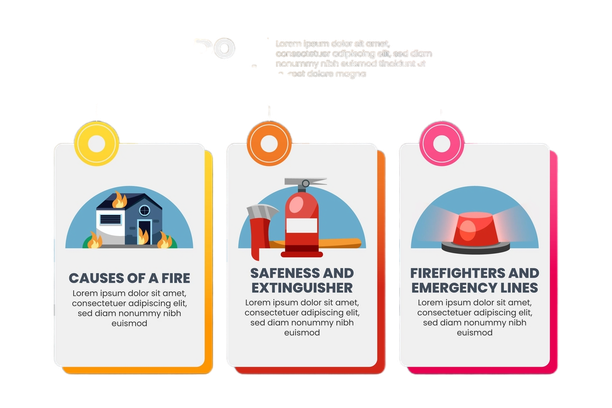 Lorem ipsum dolor sit amet,
consectetuer adipiscing elit, sed diam
nonummy nibh euismod tincidunt ut
dolore magna
CAUSES OF A FIRE
Lorem ipsum dolor sit amet,
consectetuer adipiscing elit,
sed diam nonummy nibh
euismod
SAFENESS AND
EXTINGUISHER
Lorem ipsum dolor sit amet,
consectetuer adipiscing elit,
sed diam nonummy nibh
euismod
FIREFIGHTERS AND
EMERGENCY LINES
Lorem ipsum dolor sit amet,
consectetuer adipiscing elit,
sed diam nonummy nibh
euismod